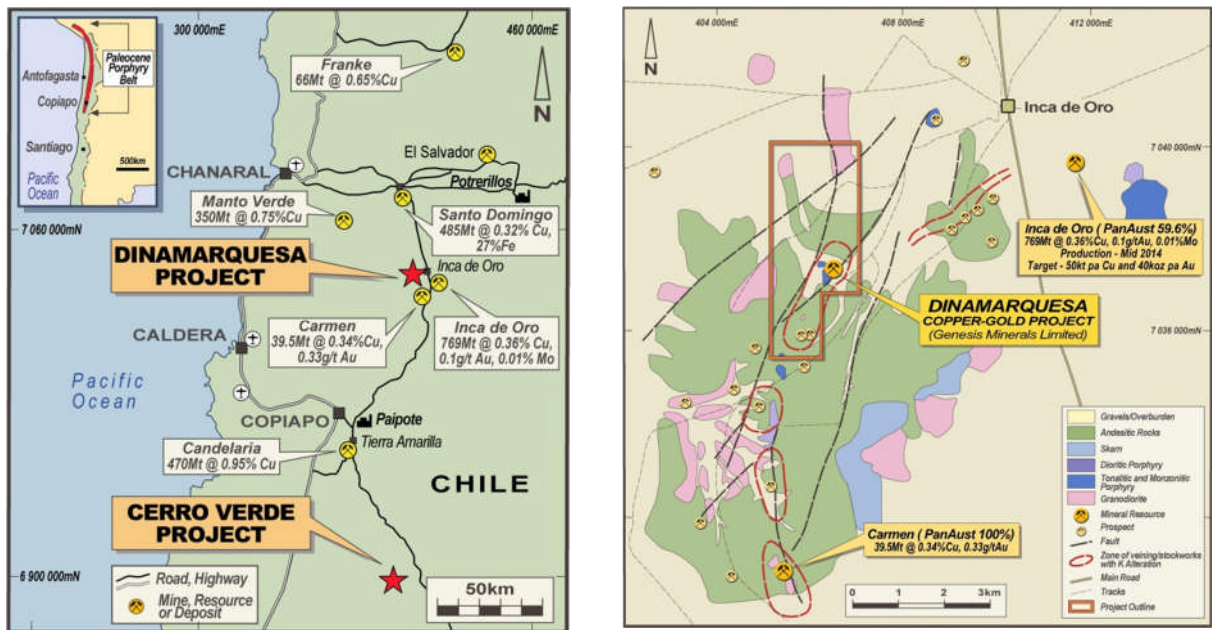 300 000mE
460 000mE
Paleocene
Porphyry
Belt
Antofagasta
Copiapo
Santiago
Pacific
Ocean
500km
Franke
66Mt @ 0.65%Cu
N
El Salvador
CHANARAL
Potrerillos
Manto Verde
350Mt @ 0.75%Cu
Santo Domingo
485Mt @ 0.32% Cu,
27%Fe
7 060 000mN
DINAMARQUESA
PROJECT
Inca de Oro
CALDERA
Carmen
39.5Mt @ 0.34%Cu,
0.33g/t Au
Inca de Oro
769Mt @ 0.36% Cu,
0.1g/t Au, 0.01% Mo
Pacific
Ocean
COPIAPO
Paipote
Tierra Amarilla
Candelaria
470Mt @ 0.95% Cu
CHILE
CERRO VERDE
PROJECT
6 900 000mN
Road, Highway
Mine, Resource
or Deposit
50km
404 000mE
408 000mE
412 000mE
N
Inca de Oro
7 040 000mN
Inca de Oro (PanAust 59.6%)
769Mt @ 0.36%Cu, 0.1g/tAu, 0.01%Mo
Production - Mid 2014
Target - 50kt pa Cu and 40koz pa Au
DINAMARQUESA
COPPER-GOLD PROJECT
(Genesis Minerals Limited)
7 036 000mN
Gravels/Overburden
Andesitic Rocks
Skarn
Dioritic Porphyry
Tonalitic and Monzonitic
Porphyry
Granodiorite
Mineral Resource
Prospect
Fault
Zone of veining/stockworks
with K Alteration
Main Road
Tracks
Project Outline
Carmen (PanAust 100%)
39.5Mt @ 0.34%Cu, 0.33g/tAu
0 1 2 3km